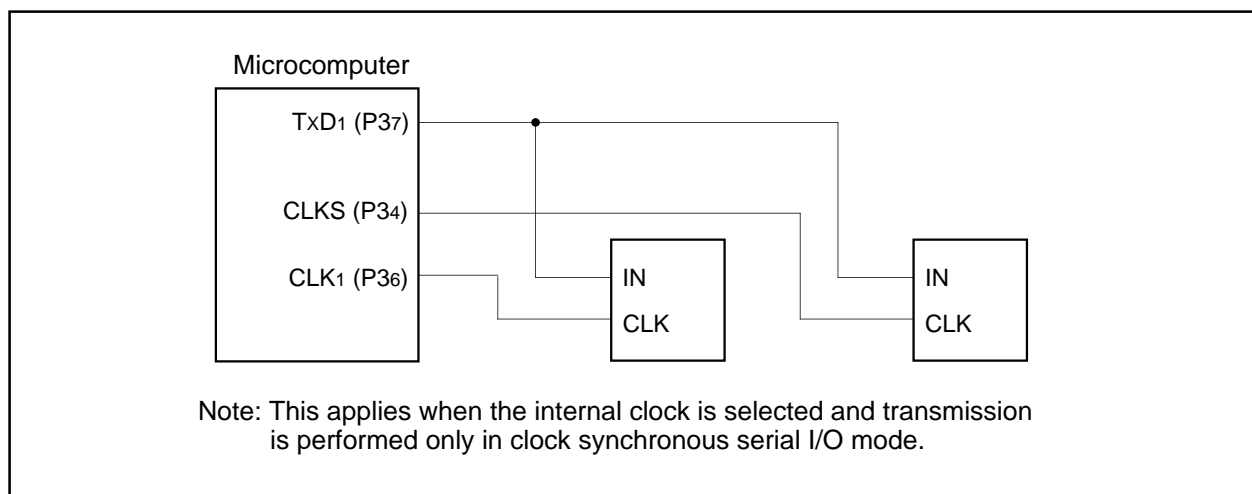 Microcomputer
TxD1 (P37)
CLKS (P34)
CLK1 (P36)
IN
CLK
IN
CLK
Note: This applies when the internal clock is selected and transmission
is performed only in clock synchronous serial I/O mode.